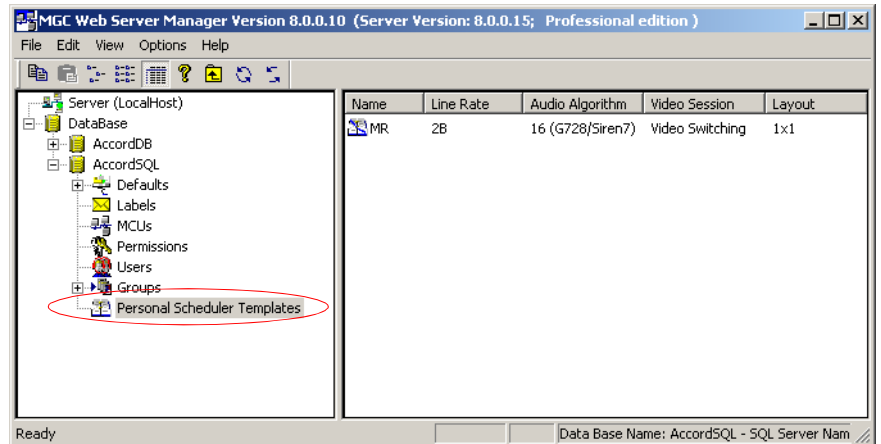 MGC Web Server Manager Version 8.0.0.10 (Server Version: 8.0.0.15; Professional edition )
File Edit View Options Help
Server (LocalHost)
DataBase
AccordDB
AccordSQL
Defaults
Labels
MCUs
Permissions
Users
Groups
Personal Scheduler Templates
Name Line Rate Audio Algorithm Video Session Layout
MR 2B 16 (G728/Siren7) Video Switching 1x1
Ready Data Base Name: AccordSQL - SQL Server Nam